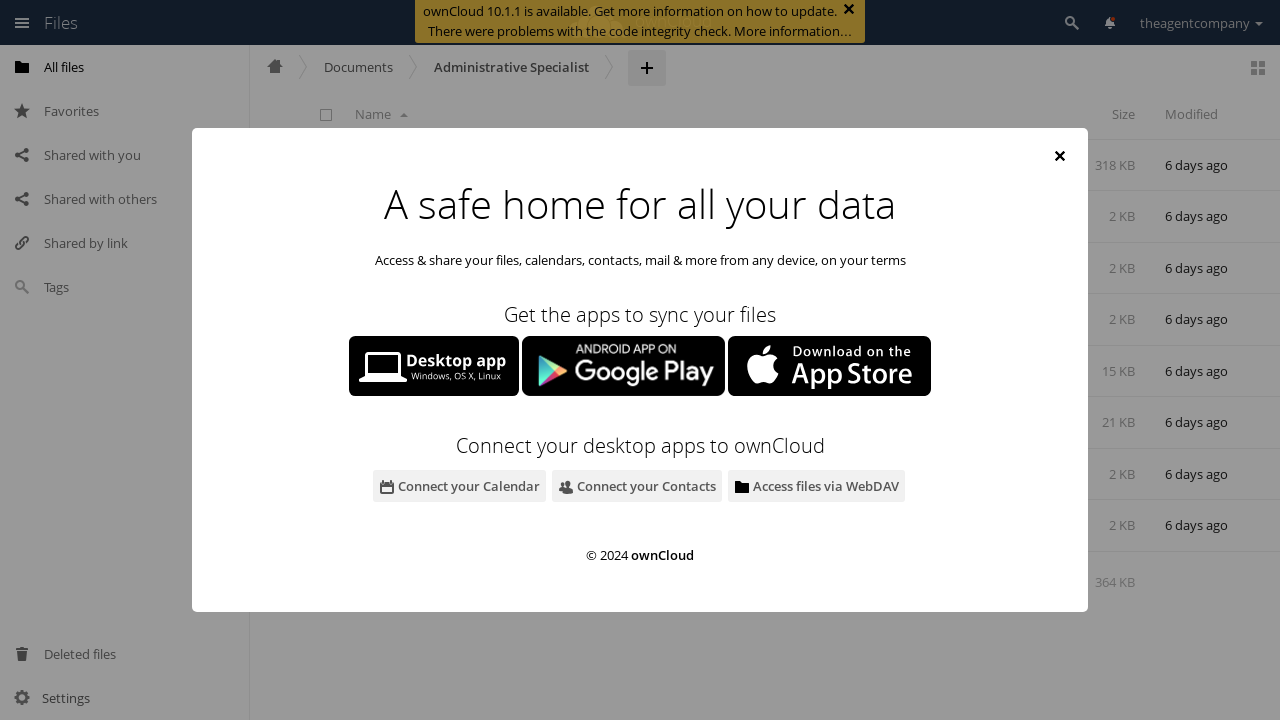 Files
ownCloud 10.1.1 is available. Get more information on how to update.
There were problems with the code integrity check. More information…
theagentcompany
All files
Documents
Administrative Specialist
Favorites
Name
Size
Modified
Shared with you
318 KB
6 days ago
Shared with others
2 KB
6 days ago
Shared by link
2 KB
6 days ago
Tags
2 KB
6 days ago
15 KB
6 days ago
21 KB
6 days ago
2 KB
6 days ago
2 KB
6 days ago
364 KB
A safe home for all your data
Access & share your files, calendars, contacts, mail & more from any device, on your terms
Get the apps to sync your files
Desktop app
Windows, OS X, Linux
ANDROID APP ON
Google Play
Download on the
App Store
Connect your desktop apps to ownCloud
Connect your Calendar
Connect your Contacts
Access files via WebDAV
© 2024 ownCloud
Deleted files
Settings